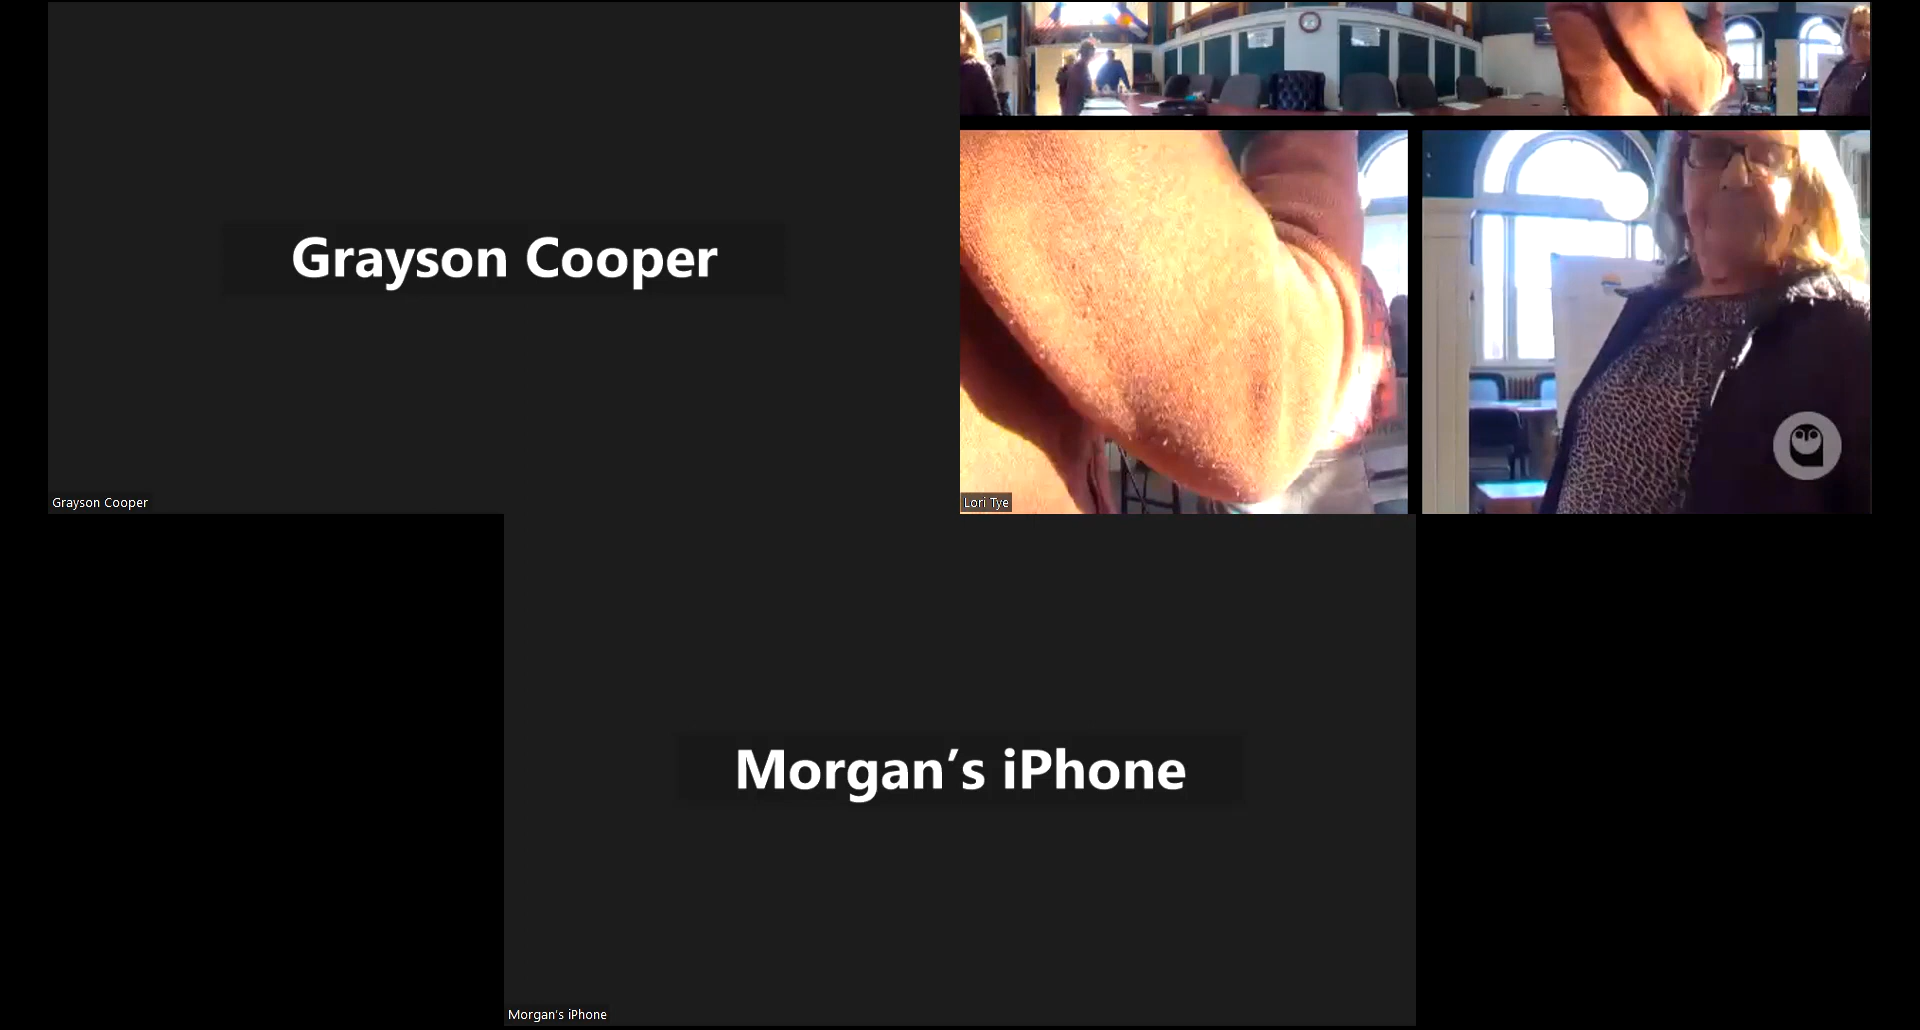 Grayson Cooper
Grayson Cooper
Lori Tye
Morgan’s iPhone
Morgan's iPhone